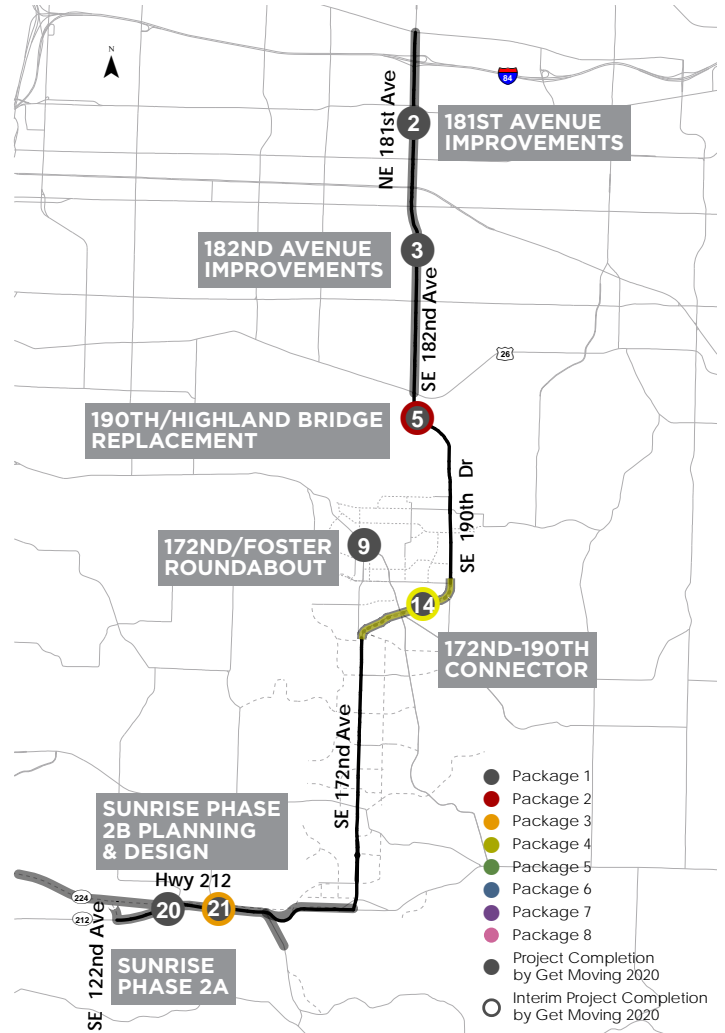 N
84
NE 181st Ave
2
181ST AVENUE
IMPROVEMENTS
182ND AVENUE
IMPROVEMENTS
3
SE 182nd Ave
26
190TH/HIGHLAND BRIDGE
REPLACEMENT
5
SE 190th Dr
172ND/FOSTER
ROUNDABOUT
9
14
172ND-190TH
CONNECTOR
SE 172nd Ave
SUNRISE PHASE
2B PLANNING
& DESIGN
Hwy 212
224
212
20
21
SE 122nd Ave
SUNRISE
PHASE 2A
Package 1
Package 2
Package 3
Package 4
Package 5
Package 6
Package 7
Package 8
Project Completion
by Get Moving 2020
Interim Project Completion
by Get Moving 2020